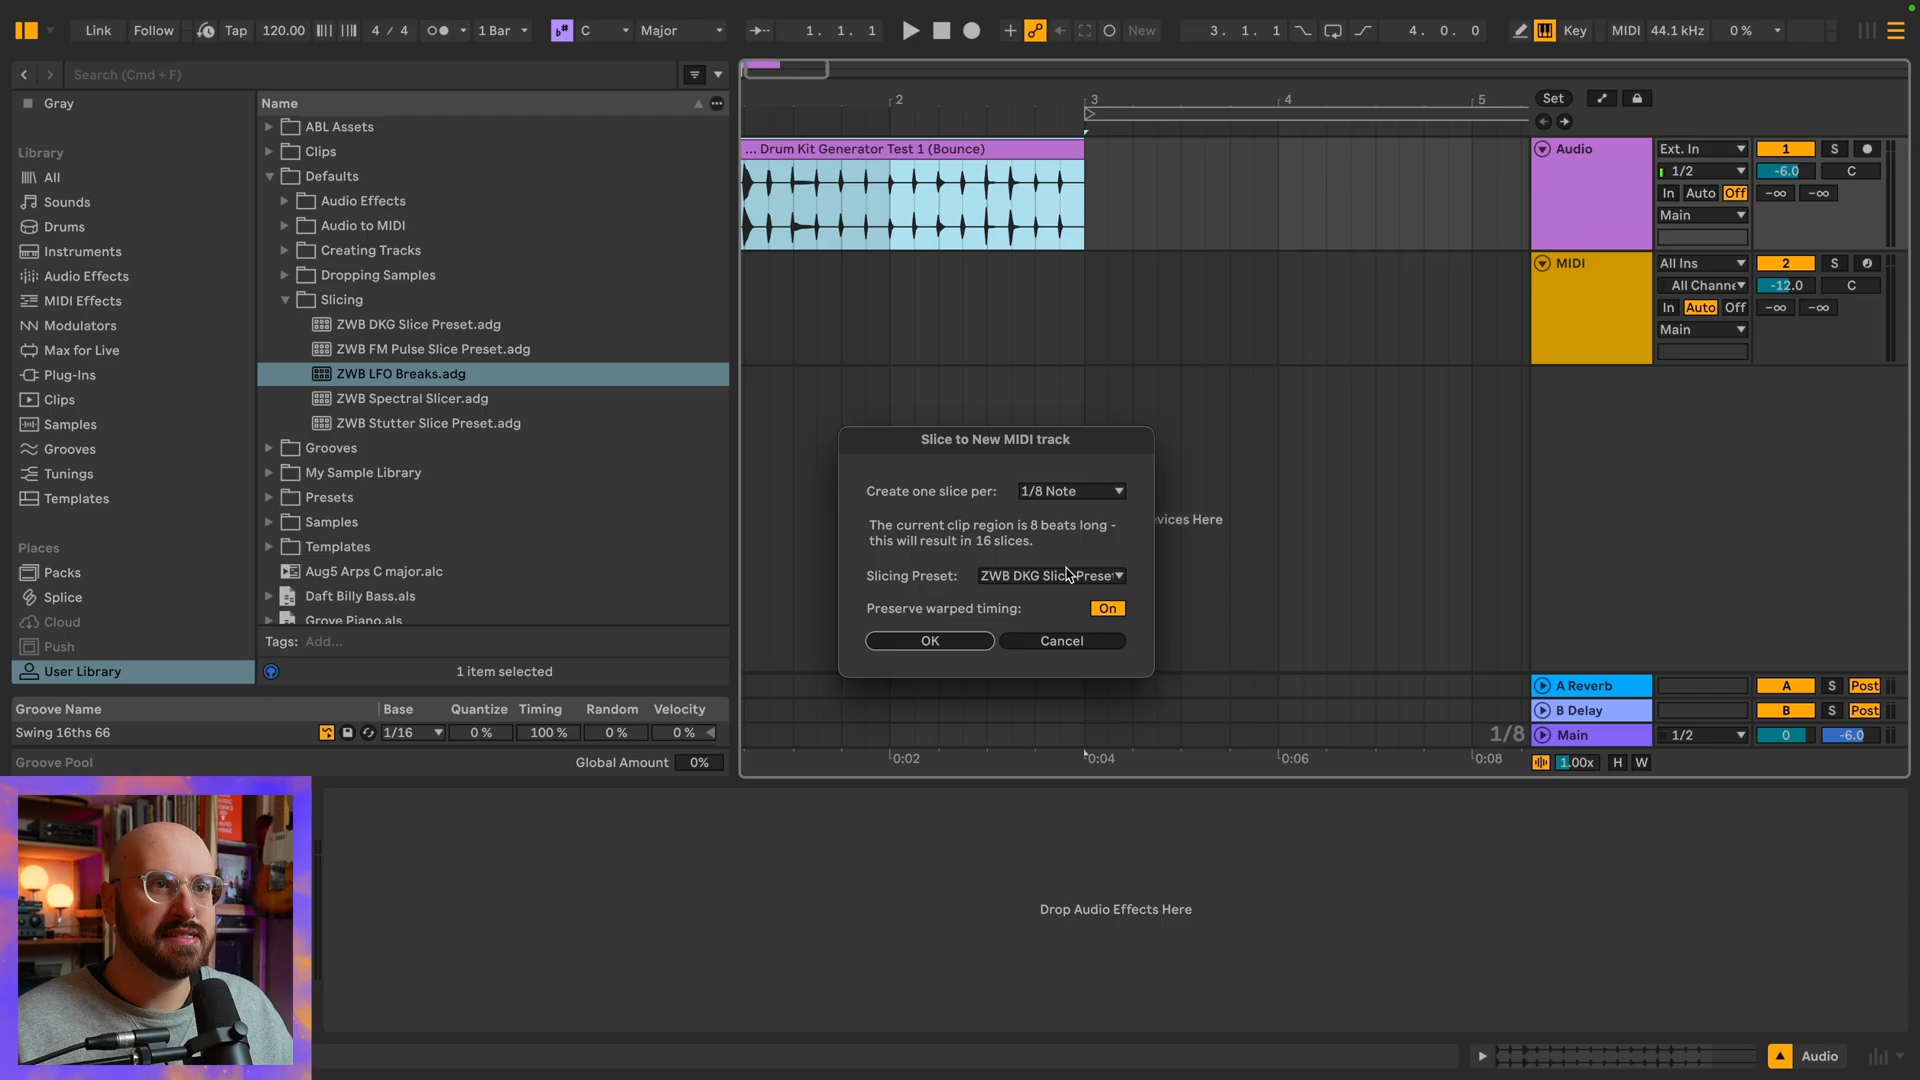 Link Follow Tap 120.00 4 / 4 1 Bar C Major 1. 1. 1 New 3. 1. 1 4. 0. 0 Key MIDI 44.1 kHz 0 %
Search (Cmd + F)
Gray
Library
All
Sounds
Drums
Instruments
Audio Effects
MIDI Effects
Modulators
Max for Live
Plug-Ins
Clips
Samples
Grooves
Tunings
Templates
Places
Packs
Splice
Cloud
Push
User Library
Name
ABL Assets
Clips
Defaults
Audio Effects
Audio to MIDI
Creating Tracks
Dropping Samples
Slicing
ZWB DKG Slice Preset.adg
ZWB FM Pulse Slice Preset.adg
ZWB LFO Breaks.adg
ZWB Spectral Slicer.adg
ZWB Stutter Slice Preset.adg
Grooves
My Sample Library
Presets
Samples
Templates
Aug5 Arps C major.alc
Daft Billy Bass.als
Grove Piano.als
Tags: Add...
1 item selected
Groove Name Base Quantize Timing Random Velocity
Swing 16ths 66 1/16 0 % 100 % 0 % 0 %
Groove Pool Global Amount 0%
2 3 4 5 Set
... Drum Kit Generator Test 1 (Bounce)
Audio Ext. In 1 S
1/2 -6.0 C
In Auto Off -∞ -∞
Main
MIDI All Ins 2 S
All Channe -12.0 C
In Auto Off -∞ -∞
Main
Slice to New MIDI track
Create one slice per: 1/8 Note
The current clip region is 8 beats long -
this will result in 16 slices.
Slicing Preset: ZWB DKG Slic Preset
Preserve warped timing: On
OK Cancel
vices Here
A Reverb A S Post
B Delay B S Post
1/8 Main 1/2 0 -6.0
0:02 0:04 0:06 0:08 1.00x H W
Drop Audio Effects Here
Audio